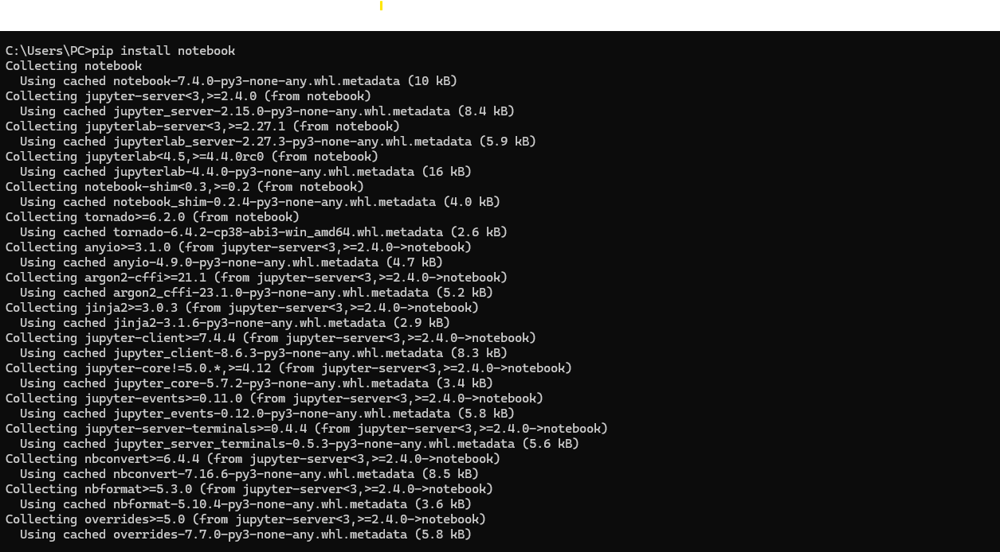 C:\Users\PC>pip install notebook
Collecting notebook
  Using cached notebook-7.4.0-py3-none-any.whl.metadata (10 kB)
Collecting jupyter-server<3,>=2.4.0 (from notebook)
  Using cached jupyter_server-2.15.0-py3-none-any.whl.metadata (8.4 kB)
Collecting jupyterlab-server<3,>=2.27.1 (from notebook)
  Using cached jupyterlab_server-2.27.3-py3-none-any.whl.metadata (5.9 kB)
Collecting jupyterlab<4.5,>=4.4.0rc0 (from notebook)
  Using cached jupyterlab-4.4.0-py3-none-any.whl.metadata (16 kB)
Collecting notebook-shim<0.3,>=0.2 (from notebook)
  Using cached notebook_shim-0.2.4-py3-none-any.whl.metadata (4.0 kB)
Collecting tornado>=6.2.0 (from notebook)
  Using cached tornado-6.4.2-cp38-abi3-win_amd64.whl.metadata (2.6 kB)
Collecting anyio>=3.1.0 (from jupyter-server<3,>=2.4.0->notebook)
  Using cached anyio-4.9.0-py3-none-any.whl.metadata (4.7 kB)
Collecting argon2-cffi>=21.1 (from jupyter-server<3,>=2.4.0->notebook)
  Using cached argon2_cffi-23.1.0-py3-none-any.whl.metadata (5.2 kB)
Collecting jinja2>=3.0.3 (from jupyter-server<3,>=2.4.0->notebook)
  Using cached jinja2-3.1.6-py3-none-any.whl.metadata (2.9 kB)
Collecting jupyter-client>=7.4.4 (from jupyter-server<3,>=2.4.0->notebook)
  Using cached jupyter_client-8.6.3-py3-none-any.whl.metadata (8.3 kB)
Collecting jupyter-core!=5.0.*,>=4.12 (from jupyter-server<3,>=2.4.0->notebook)
  Using cached jupyter_core-5.7.2-py3-none-any.whl.metadata (3.4 kB)
Collecting jupyter-events>=0.11.0 (from jupyter-server<3,>=2.4.0->notebook)
  Using cached jupyter_events-0.12.0-py3-none-any.whl.metadata (5.8 kB)
Collecting jupyter-server-terminals>=0.4.4 (from jupyter-server<3,>=2.4.0->notebook)
  Using cached jupyter_server_terminals-0.5.3-py3-none-any.whl.metadata (5.6 kB)
Collecting nbconvert>=6.4.4 (from jupyter-server<3,>=2.4.0->notebook)
  Using cached nbconvert-7.16.6-py3-none-any.whl.metadata (8.5 kB)
Collecting nbformat>=5.3.0 (from jupyter-server<3,>=2.4.0->notebook)
  Using cached nbformat-5.10.4-py3-none-any.whl.metadata (3.6 kB)
Collecting overrides>=5.0 (from jupyter-server<3,>=2.4.0->notebook)
  Using cached overrides-7.7.0-py3-none-any.whl.metadata (5.8 kB)